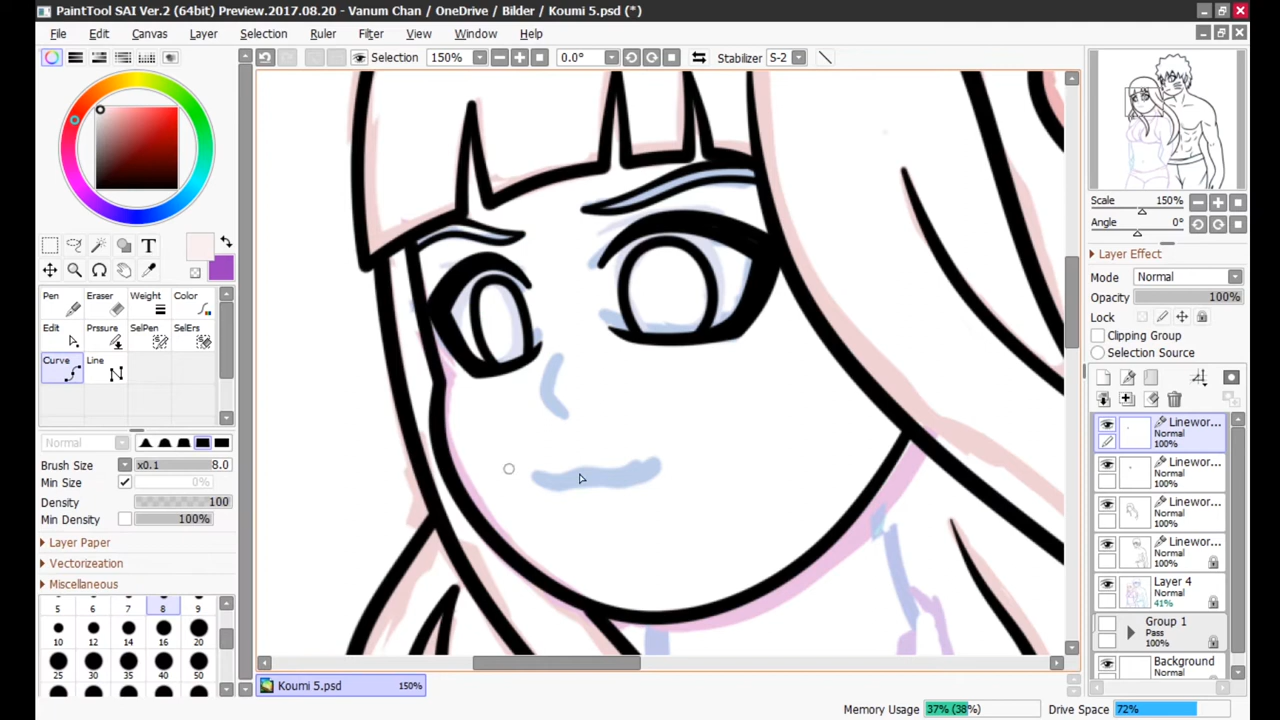 PaintTool SAI Ver.2 (64bit) Preview.2017.08.20 - Vanum Chan / OneDrive / Bilder / Koumi 5.psd (*)
File Edit Canvas Layer Selection Ruler Filter View Window Help
Selection 150% 0.0° Stabilizer S-2
T
Pen Eraser Weight Color
Edit Prssure SelPen SelErs
Curve Line
Normal
Brush Size x0.1 8.0
Min Size 0%
Density 100
Min Density 100%
Layer Paper
Vectorization
Miscellaneous
5 6 7 8 9
10 12 14 16 20
25 30 35 40 50
Koumi 5.psd 150%
Scale 150%
Angle 0°
Layer Effect
Mode Normal
Opacity 100%
Lock
Clipping Group
Selection Source
Linewor...
Normal
100%
Linewor...
Normal
100%
Linewor...
Normal
100%
Linewor...
Normal
100%
Layer 4
41%
Group 1
Pass
100%
Background
Normal
Memory Usage 37% (38%) Drive Space 72%